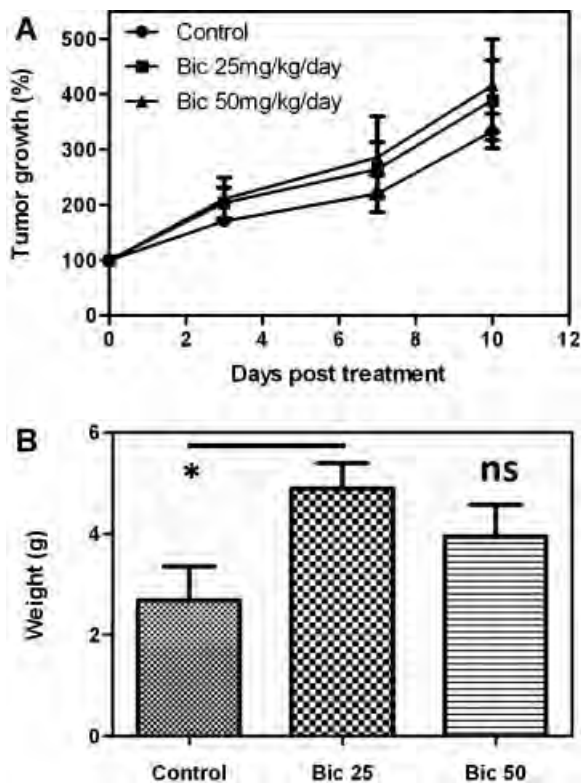 A
Control
Bic 25mg/kg/day
Bic 50mg/kg/day
Tumor growth (%)
500
400
300
200
100
0
0 2 4 6 8 10 12
Days post treatment
B
Weight (g)
6
4
2
0
*
ns
Control Bic 25 Bic 50